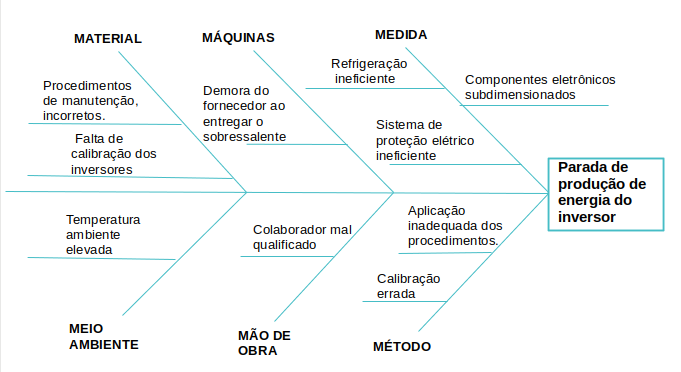 MATERIAL
MÁQUINAS
MEDIDA
Procedimentos
de manutenção,
incorretos.
Falta de
calibração dos
inversores
Demora do
fornecedor ao
entregar o
sobressalente
Refrigeração
ineficiente
Sistema de
proteção elétrico
ineficiente
Componentes eletrônicos
subdimensionados
Parada de
produção de
energia do
inversor
Temperatura
ambiente
elevada
Colaborador mal
qualificado
Aplicação
inadequada dos
procedimentos.
Calibração
errada
MEIO
AMBIENTE
MÃO DE
OBRA
MÉTODO